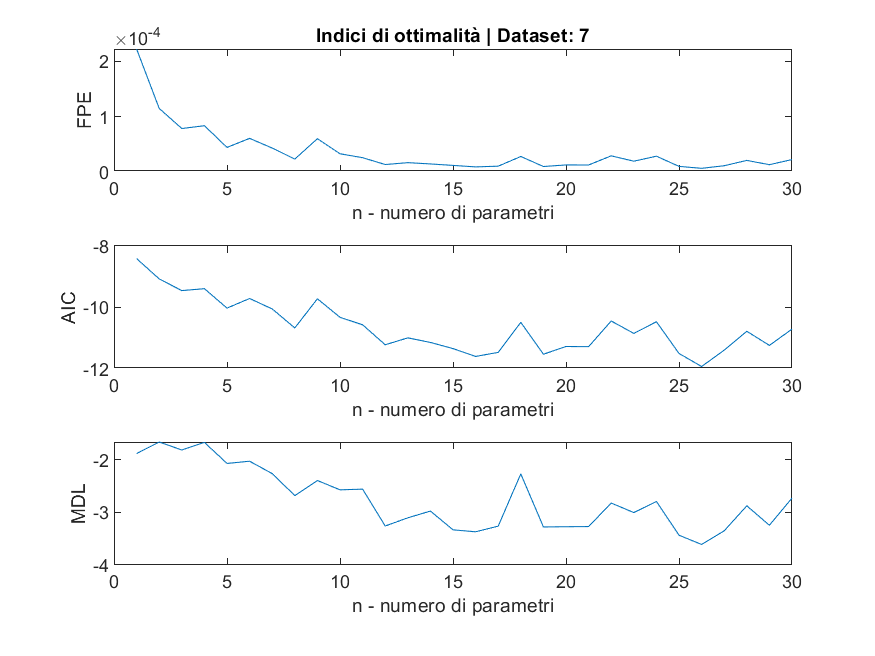 Indici di ottimalità | Dataset: 7
×10^-4
2
1
0
FPE
0 5 10 15 20 25 30
n - numero di parametri
-8
-10
-12
AIC
0 5 10 15 20 25 30
n - numero di parametri
-2
-3
-4
MDL
0 5 10 15 20 25 30
n - numero di parametri